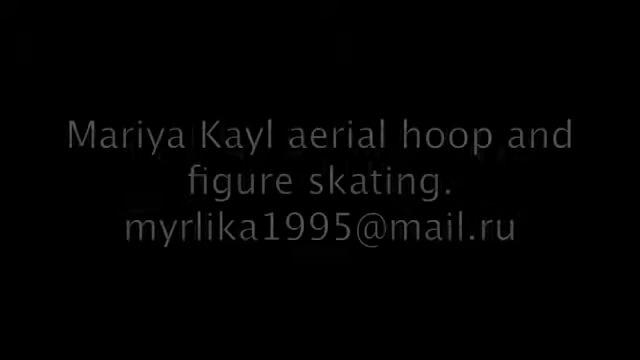 Mariya Kayl aerial hoop and
figure skating.
myrlika1995@mail.ru